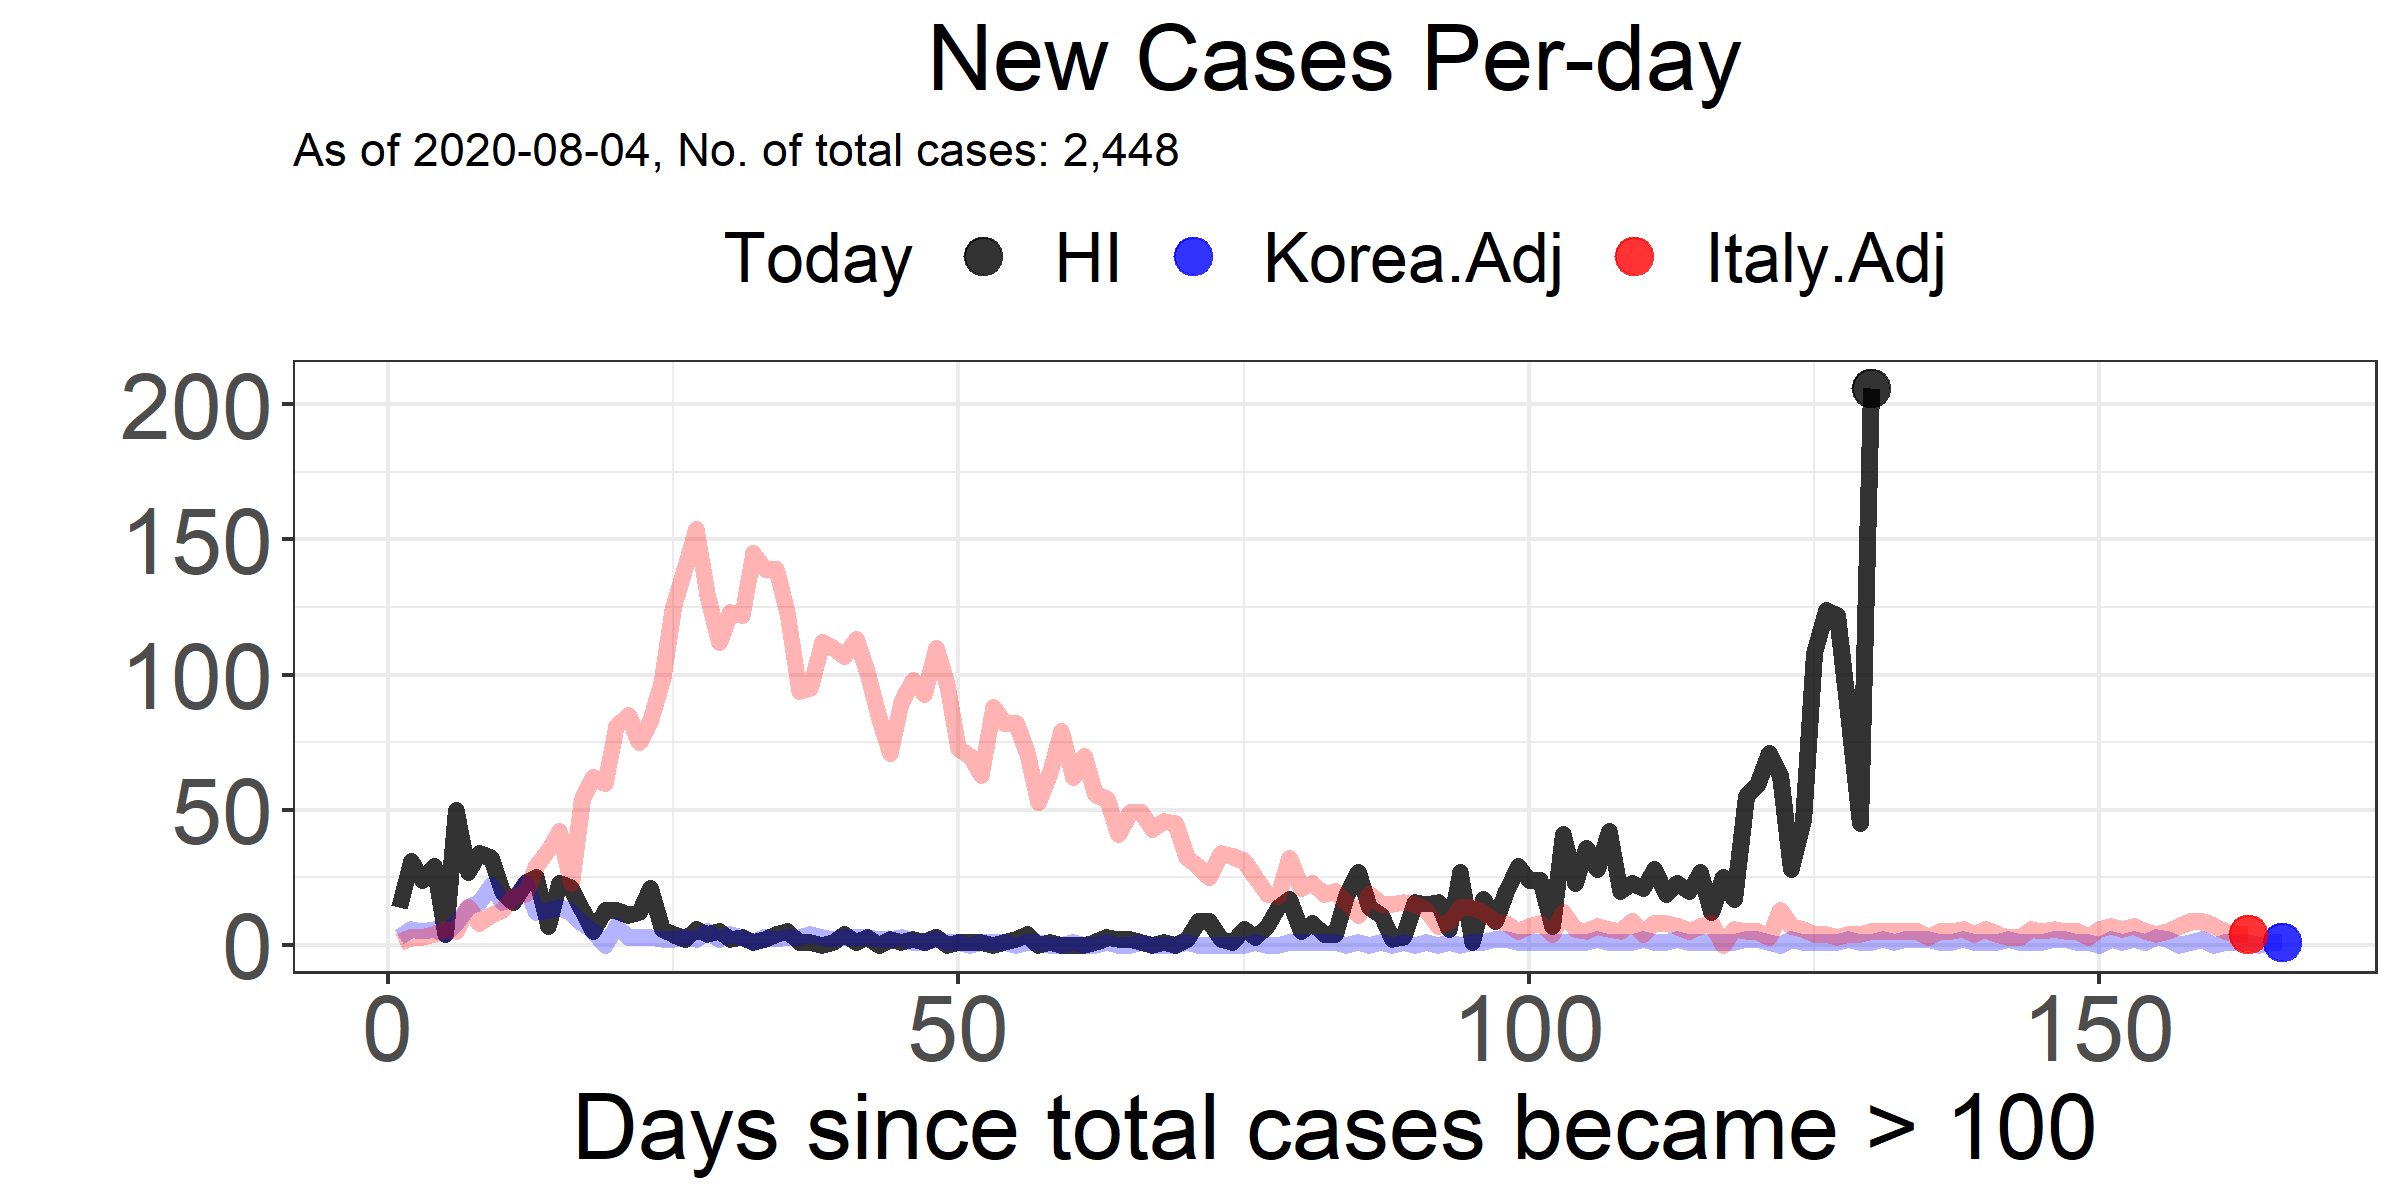 New Cases Per-day
As of 2020-08-04, No. of total cases: 2,448
Today HI Korea.Adj Italy.Adj
200
150
100
50
0
0 50 100 150
Days since total cases became > 100